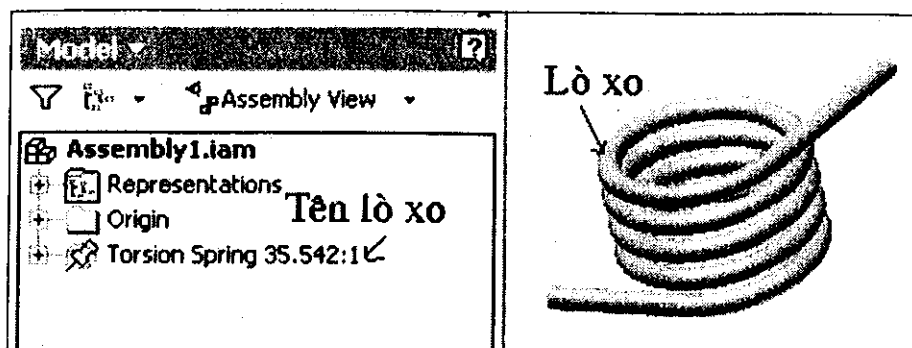 Model
?
Assembly View
Assembly1.iam
Representations
Origin
Tên lò xo
Torsion Spring 35.542:1
Lò xo